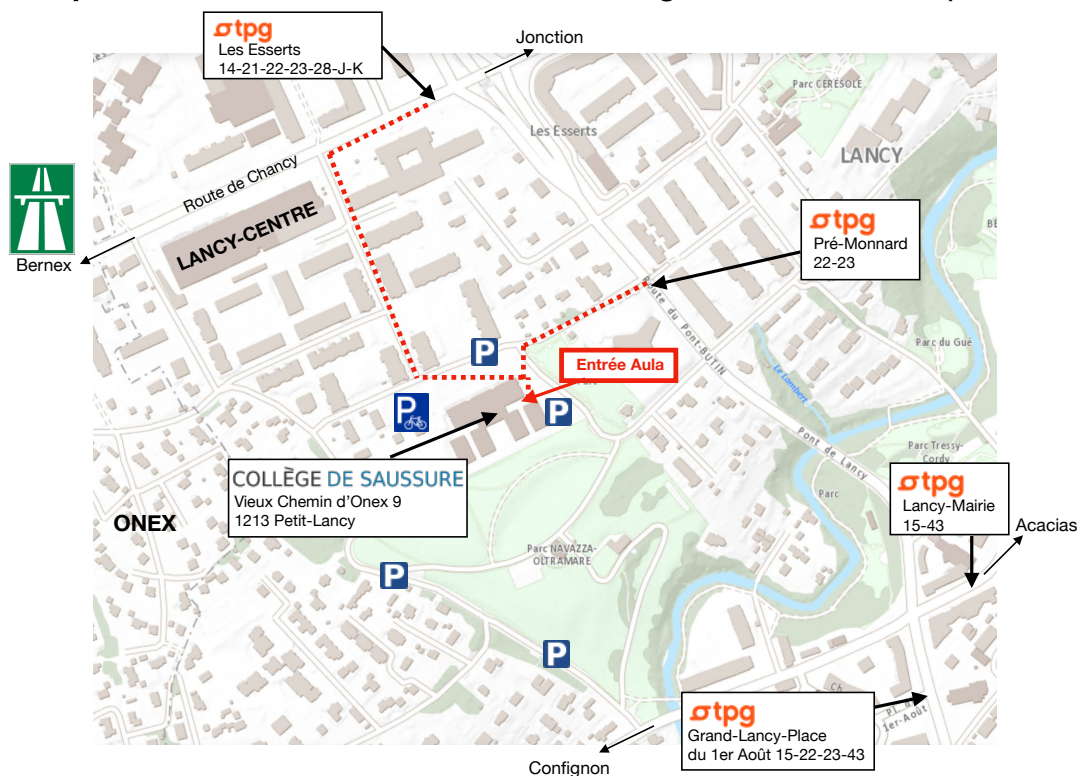 tpg
Les Esserts
14-21-22-23-28-J-K
Jonction
Parc CÉRÉSOLE
Les Esserts
LANCY
Route de Chancy
LANCY-CENTRE
Bernex
tpg
Pré-Monnard
22-23
Route du Pont-BUTIN
Parc du Gué
P
Entrée Aula
Le Lambert
P
P
Pont de Lancy
Parc Tressy-
Cordy
COLLÈGE DE SAUSSURE
Vieux Chemin d'Onex 9
1213 Petit-Lancy
Parc
tpg
Lancy-Mairie
15-43
ONEX
Acacias
Parc NAVAZZA-
OLTRAMARE
P
P
tpg
Grand-Lancy-Place
du 1er Août 15-22-23-43
1er-Août
Confignon